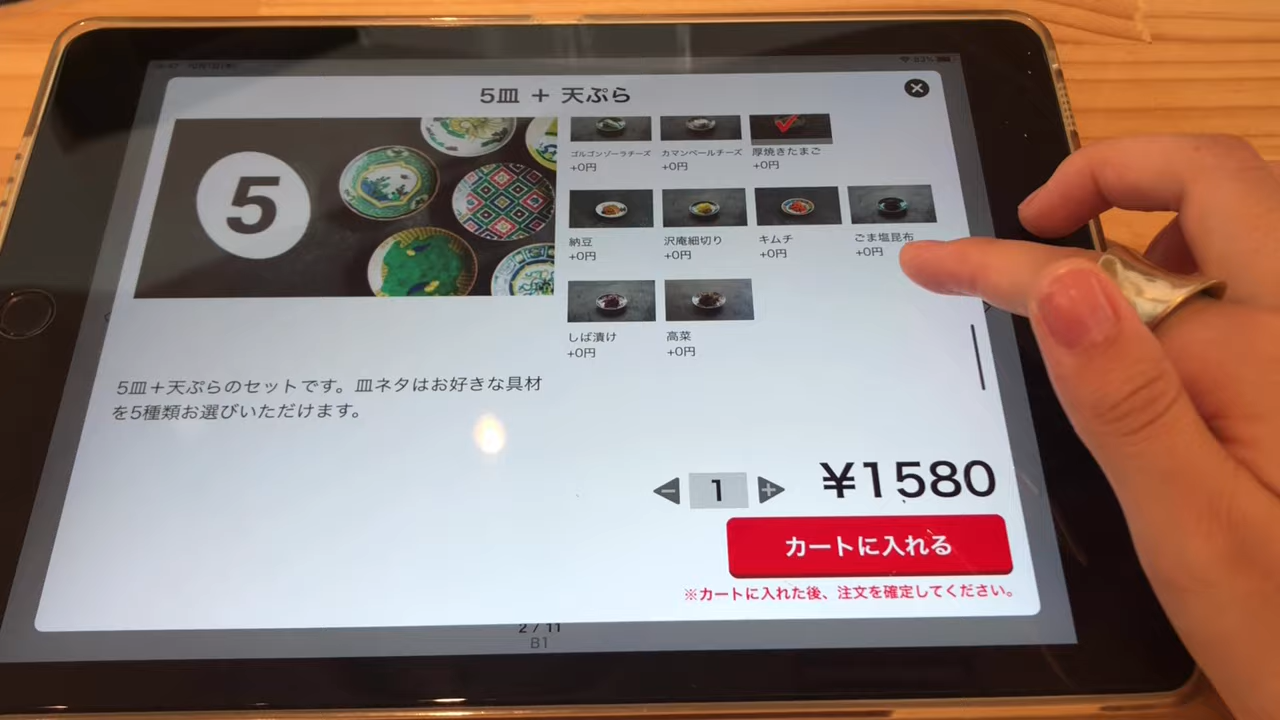 5皿 + 天ぷら
5
ゴルゴンゾーラチーズ
+0円
カマンベールチーズ
+0円
厚焼きたまご
+0円
納豆
+0円
沢庵細切り
+0円
キムチ
+0円
ごま塩昆布
+0円
しば漬け
+0円
高菜
+0円
5皿+天ぷらのセットです。皿ネタはお好きな具材
を5種類お選びいただけます。
1
¥1580
カートに入れる
※カートに入れた後、注文を確定してください。
2 / 11
B1